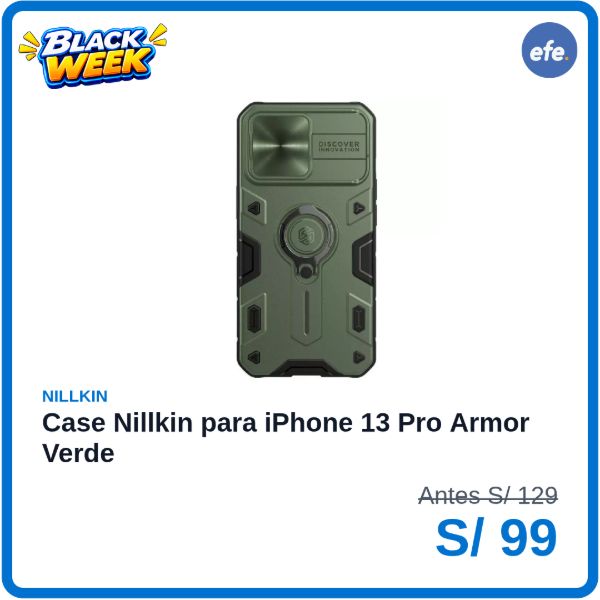 BLACK
WEEK
efe.
DISCOVER
INNOVATION
NILLKIN
Case Nillkin para iPhone 13 Pro Armor
Verde
Antes S/ 129
S/ 99